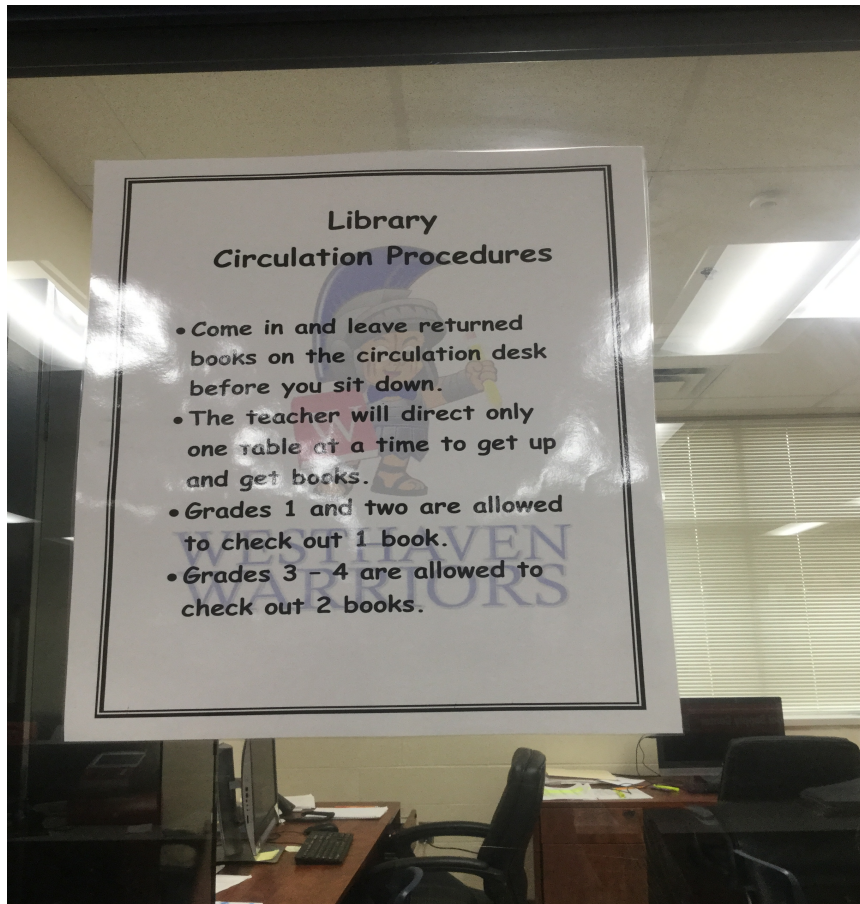 Library
Circulation Procedures
• Come in and leave returned
books on the circulation desk
before you sit down.
• The teacher will direct only
one table at a time to get up
and get books.
• Grades 1 and two are allowed
to check out 1 book.
WESTHAVEN
• Grades 3 - 4 are allowed to
WARRIORS
check out 2 books.
W